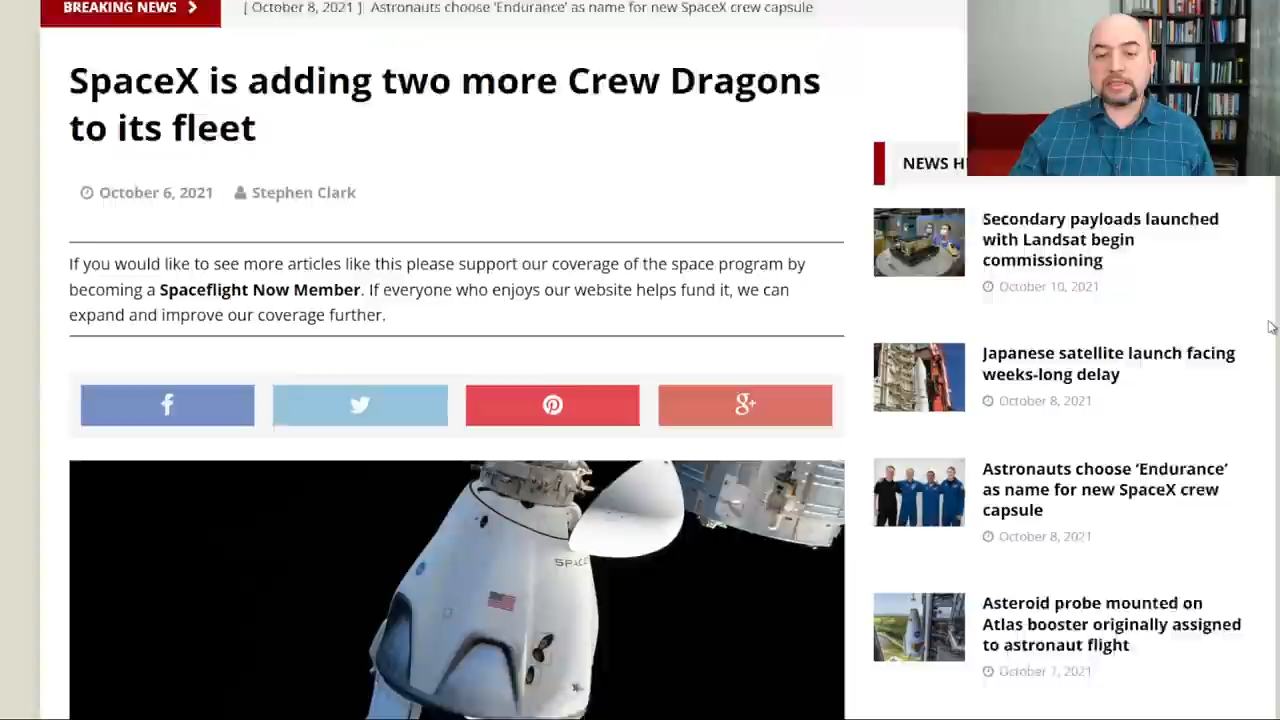 BREAKING NEWS
[ October 8, 2021 ] Astronauts choose 'Endurance' as name for new SpaceX crew capsule
SpaceX is adding two more Crew Dragons
to its fleet
October 6, 2021 Stephen Clark
If you would like to see more articles like this please support our coverage of the space program by
becoming a Spaceflight Now Member. If everyone who enjoys our website helps fund it, we can
expand and improve our coverage further.
f
g+
SPACE
NEWS H
Secondary payloads launched
with Landsat begin
commissioning
October 10, 2021
Japanese satellite launch facing
weeks-long delay
October 8, 2021
Astronauts choose ‘Endurance’
as name for new SpaceX crew
capsule
October 8, 2021
Asteroid probe mounted on
Atlas booster originally assigned
to astronaut flight
October 7, 2021